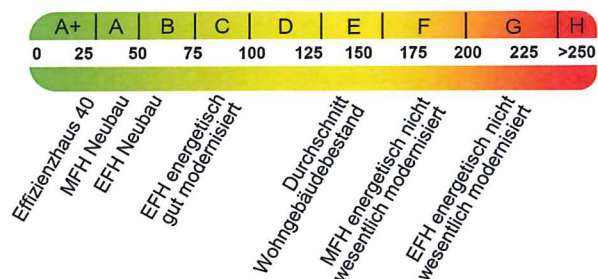 A+ A B C D E F G H
0 25 50 75 100 125 150 175 200 225 >250
Effizienzhaus 40
MFH Neubau
EFH Neubau
EFH energetisch
gut modernisiert
Durchschnitt
Wohngebäudebestand
MFH energetisch nicht
wesentlich modernisiert
EFH energetisch nicht
wesentlich modernisiert